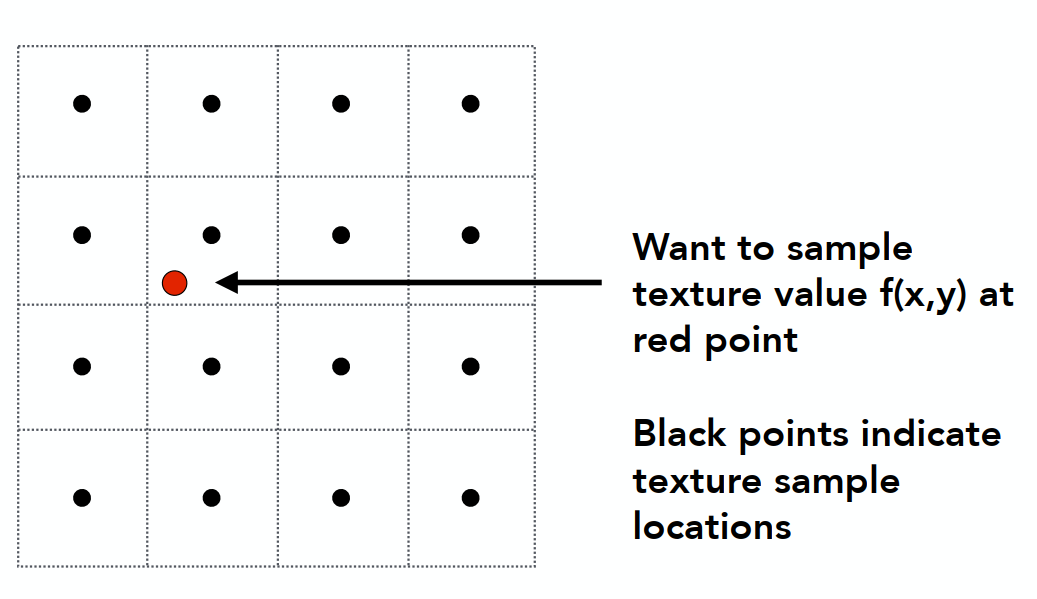 Want to sample
texture value f(x,y) at
red point
Black points indicate
texture sample
locations